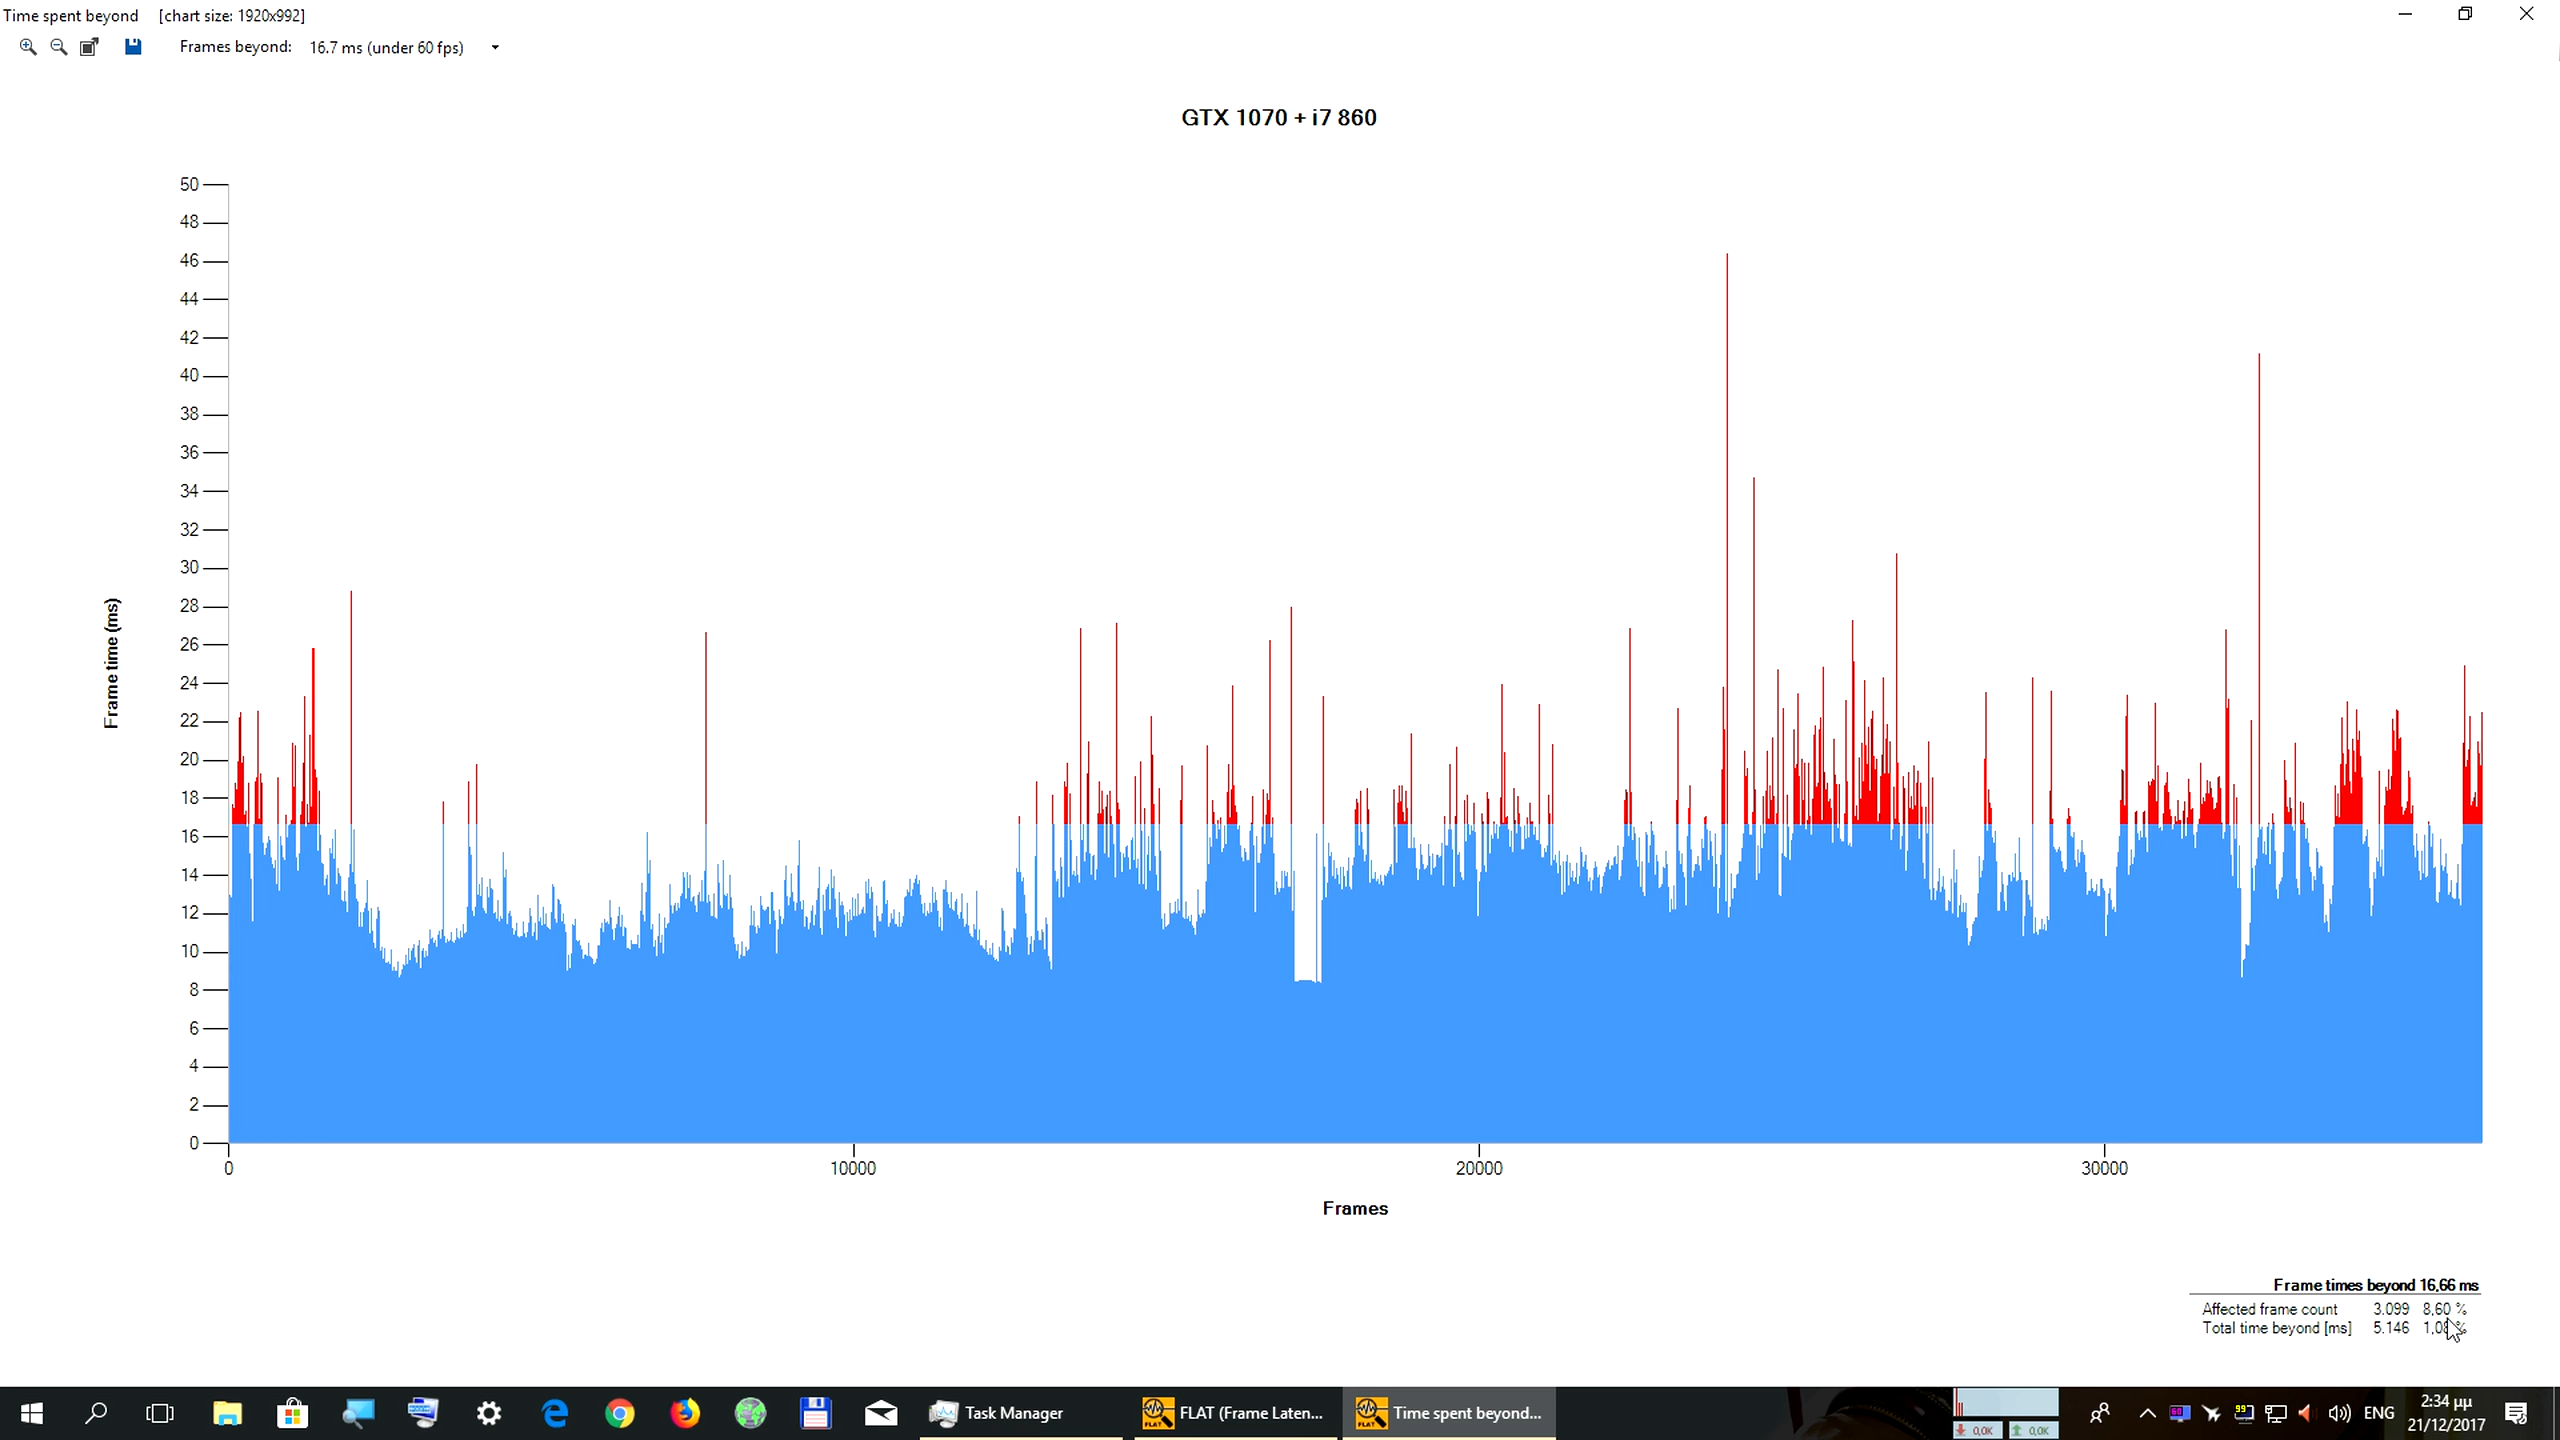 Time spent beyond [chart size: 1920x992]
Frames beyond: 16.7 ms (under 60 fps)
GTX 1070 + i7 860
50
48
46
44
42
40
38
36
34
32
30
28
26
24
22
20
18
16
14
12
10
8
6
4
2
0
Frame time (ms)
0 10000 20000 30000
Frames
Frame times beyond 16,66 ms
Affected frame count 3.099 8,60 %
Total time beyond [ms] 5.146 %
Task Manager
FLAT (Frame Laten...
Time spent beyond...
0,0K 0,0K
ENG
2:34 μμ
21/12/2017